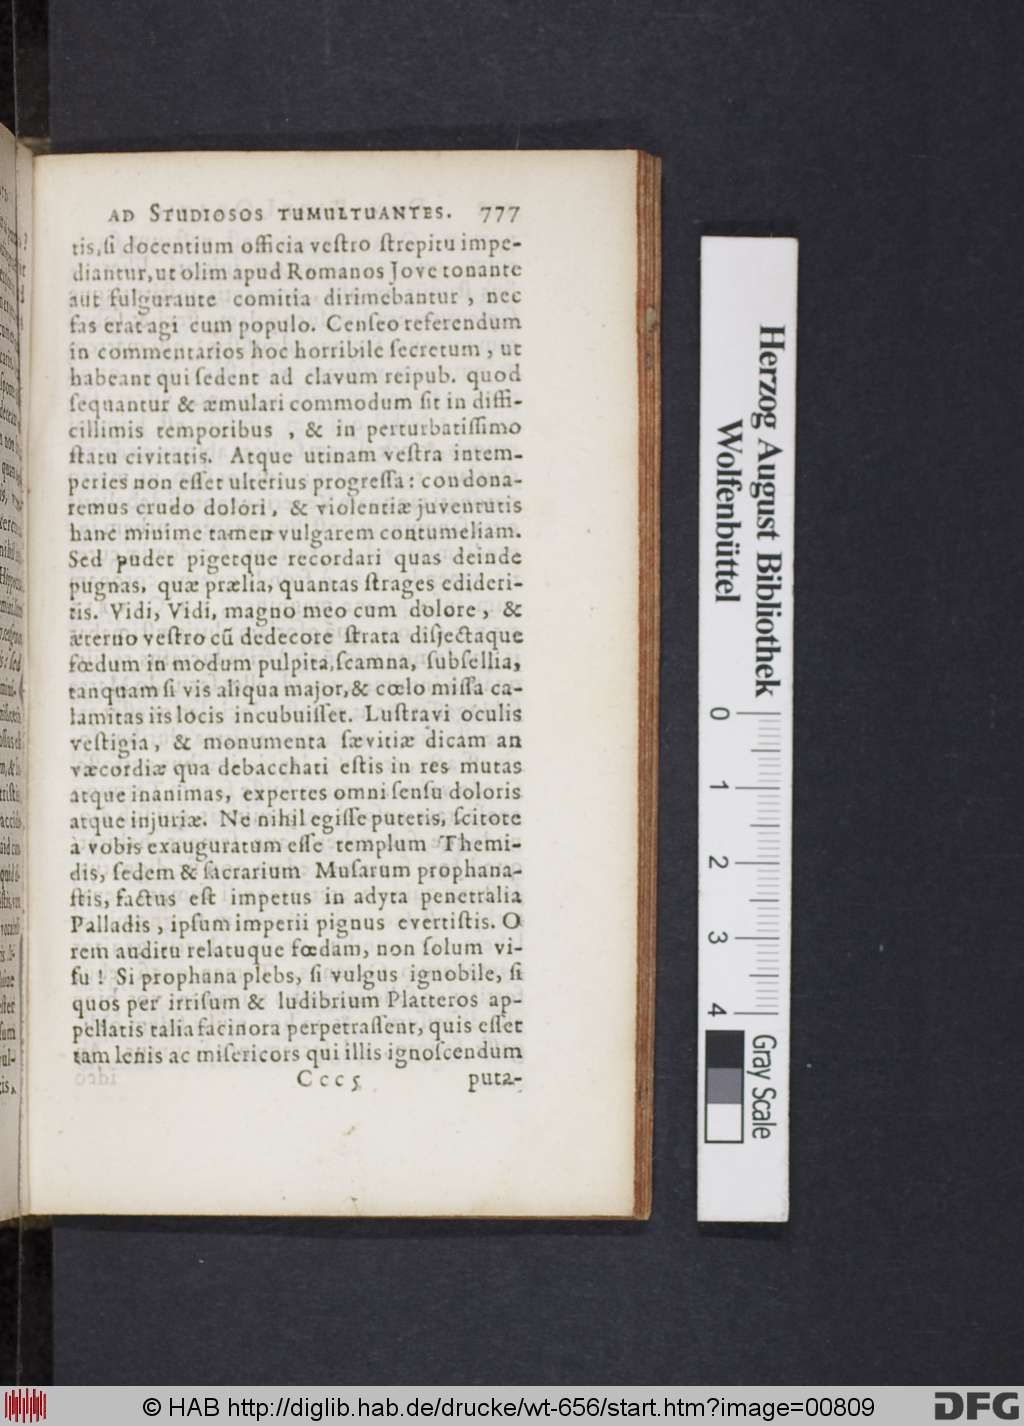 AD STUDIOSOS TUMULTUANTES. 777
tis, ſi docentium officia veſtro ſtrepitu impe-
diantur, ut olim apud Romanos Jove tonante
aut fulgurante comitia dirimebantur, nec
fas erat agi cum populo. Cenſeo referendum
in commentarios hoc horribile ſecretum, ut
habeant qui ſedent ad clavum reipub. quod
ſequantur & æmulari commodum ſit in diffi-
cillimis temporibus, & in perturbatiſſimo
ſtatu civitatis. Atque utinam veſtra intem-
peries non eſſet ulterius progreſſa: condona-
remus crudo dolori, & violentiæ juventutis
hanc minime tamen vulgarem contumeliam.
Sed pudet pigetque recordari quas deinde
pugnas, quæ prælia, quantas ſtrages edideri-
tis. Vidi, Vidi, magno meo cum dolore, &
æterno veſtro cũ dedecore ſtrata disjectaque
fœdum in modum pulpita, ſcamna, ſubſellia,
tanquam ſi vis aliqua major, & cœlo miſſa ca-
lamitas iis locis incubuiſſet. Luſtravi oculis
veſtigia, & monumenta ſævitiæ dicam an
væcordiæ qua debacchati eſtis in res mutas
atque inanimas, expertes omni ſenſu doloris
atque injuriæ. Ne nihil egiſſe putetis, ſcitote
à vobis exauguratum eſſe templum Themi-
dis, ſedem & ſacrarium Muſarum prophana-
ſtis, factus eſt impetus in adyta penetralia
Palladis, ipſum imperii pignus evertiſtis. O
rem auditu relatuque fœdam, non ſolum vi-
ſu! Si prophana plebs, ſi vulgus ignobile, ſi
quos per irriſum & ludibrium Platteros ap-
pellatis talia facinora perpetraſſent, quis eſſet
tam lenis ac miſericors qui illis ignoſcendum
Cccc 5 puta-
Herzog August Bibliothek
Wolfenbüttel
0 1 2 3 4
Gray Scale
© HAB http://diglib.hab.de/drucke/wt-656/start.htm?image=00809
DFG